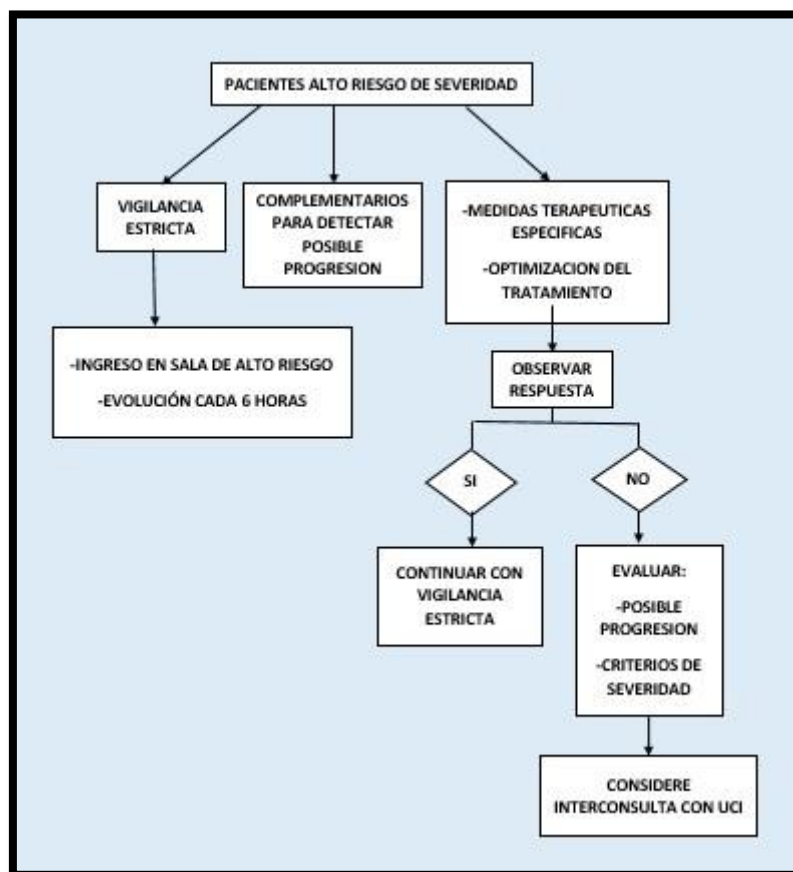 PACIENTES ALTO RIESGO DE SEVERIDAD
VIGILANCIA
ESTRICTA
COMPLEMENTARIOS
PARA DETECTAR
POSIBLE
PROGRESION
-MEDIDAS TERAPEUTICAS
ESPECIFICAS
-OPTIMIZACION DEL
TRATAMIENTO
-INGRESO EN SALA DE ALTO RIESGO
-EVOLUCIÓN CADA 6 HORAS
OBSERVAR
RESPUESTA
SI
NO
CONTINUAR CON
VIGILANCIA
ESTRICTA
EVALUAR:
-POSIBLE
PROGRESION
-CRITERIOS DE
SEVERIDAD
CONSIDERE
INTERCONSULTA CON UCI